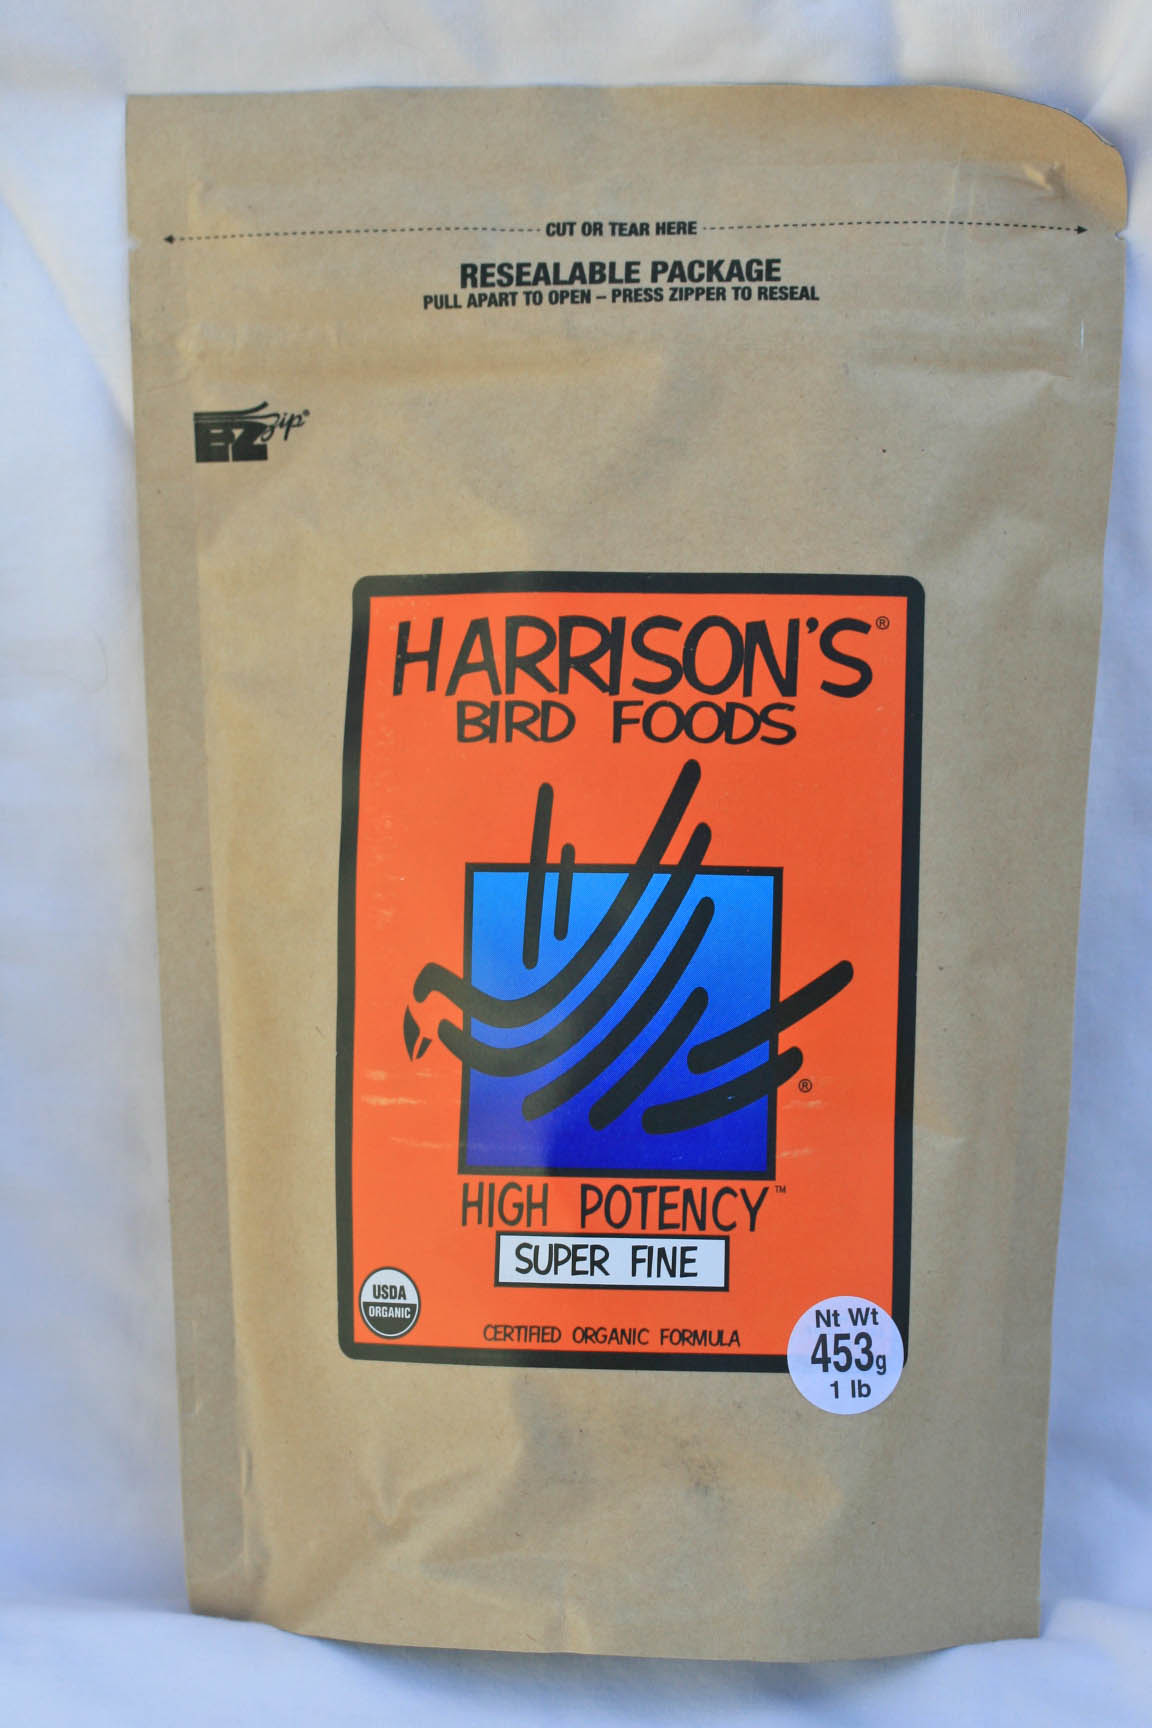 CUT OR TEAR HERE
RESEALABLE PACKAGE
PULL APART TO OPEN – PRESS ZIPPER TO RESEAL
EZ zip®
HARRISON'S®
BIRD FOODS
®
HIGH POTENCY™
SUPER FINE
USDA
ORGANIC
CERTIFIED ORGANIC FORMULA
Nt Wt
453g
1 lb